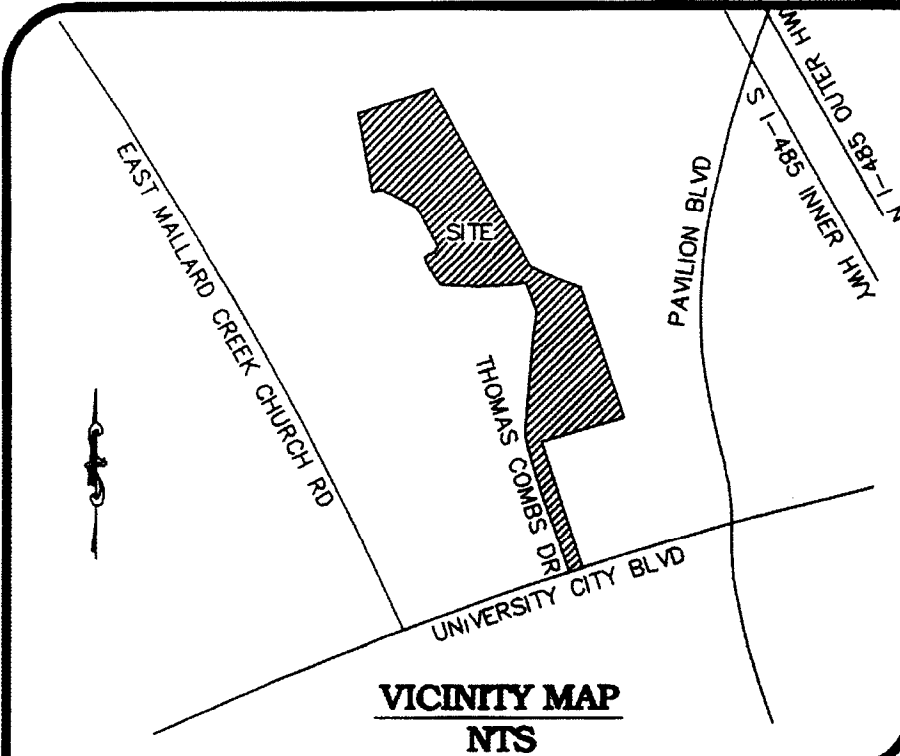 N I-485 OUTER HWY
S I-485 INNER HWY
EAST MALLARD CREEK CHURCH RD
PAVILION BLVD
SITE
THOMAS COMBS DR
UNIVERSITY CITY BLVD
VICINITY MAP
NTS